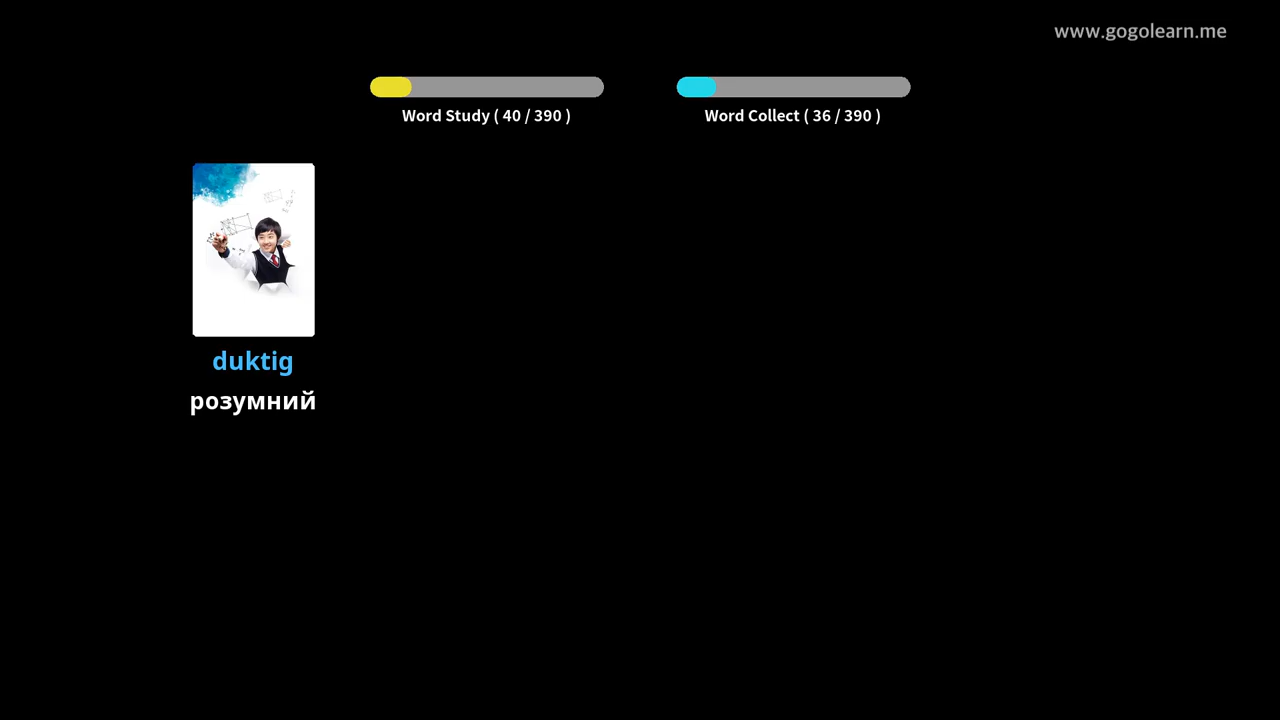 www.gogolearn.me
Word Study ( 40 / 390 )
Word Collect ( 36 / 390 )
duktig
розумний